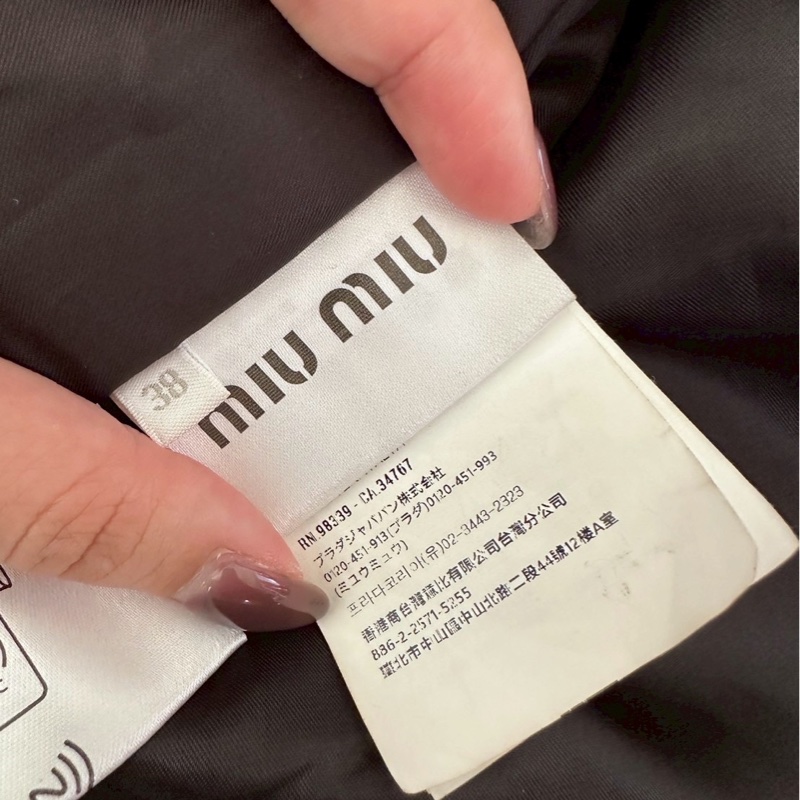 MIU MIU
38
RN 98339 - CA 34767
プラダジャパン株式会社
0120-451-913(プラダ)0120-451-993
(ミュウミュウ)
프라다코리아(유)02-3443-2323
香港商台灣普比有限公司台灣分公司
886-2-2571-5255
臺北市中山區中山北路二段44號12樓A室